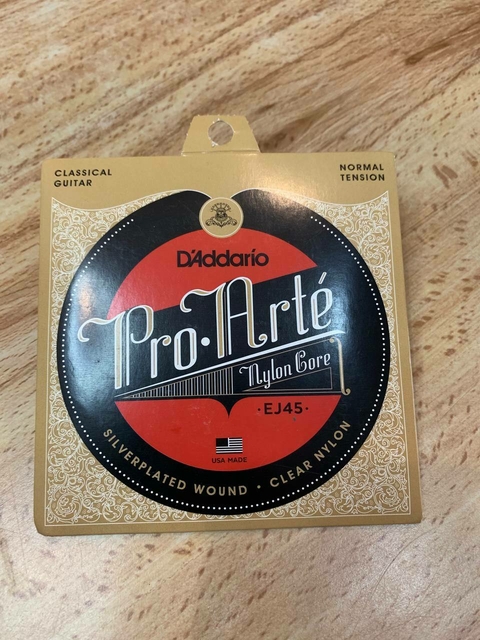 CLASSICAL
GUITAR
NORMAL
TENSION
D'Addario
Pro·Arté
Nylon Core
·EJ45·
USA MADE
SILVERPLATED WOUND · CLEAR NYLON